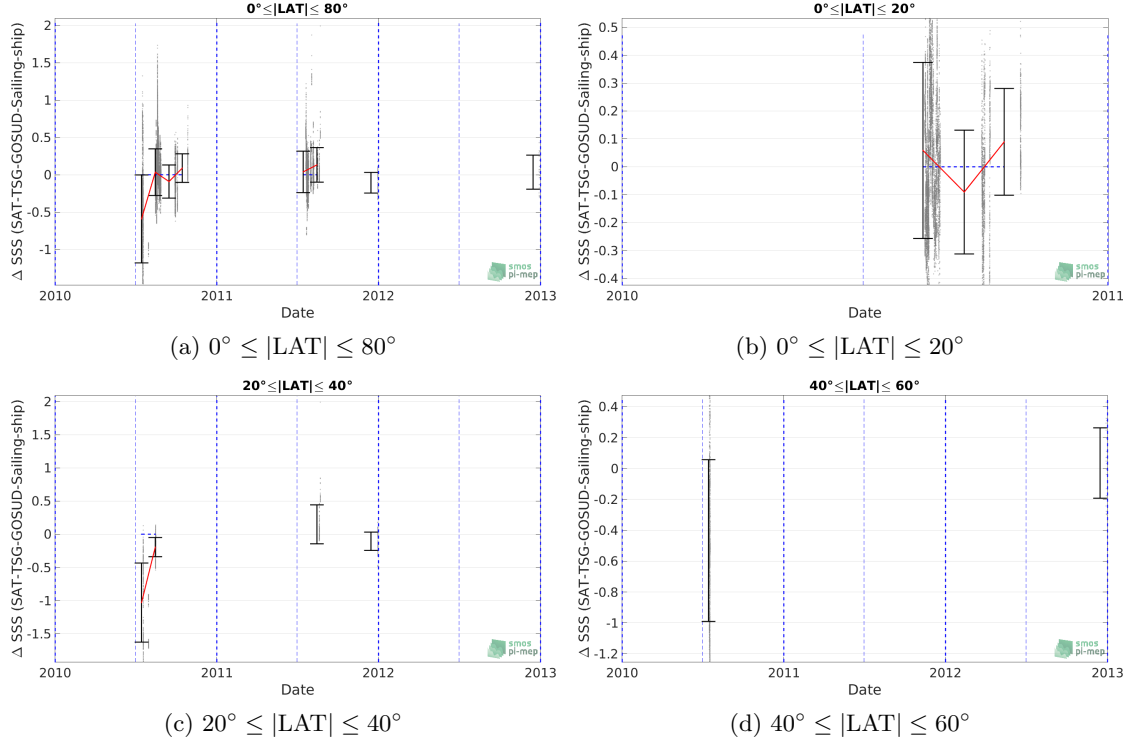 0°≤|LAT|≤ 80°
Δ SSS (SAT-TSG-GOSUD-Sailing-ship)
2
1.5
1
0.5
0
-0.5
-1
2010
2011
2012
2013
Date
smos
pi-mep
(a) 0° ≤ |LAT| ≤ 80°
0°≤|LAT|≤ 20°
Δ SSS (SAT-TSG-GOSUD-Sailing-ship)
0.5
0.4
0.3
0.2
0.1
0
-0.1
-0.2
-0.3
-0.4
2010
2011
Date
smos
pi-mep
(b) 0° ≤ |LAT| ≤ 20°
20°≤|LAT|≤ 40°
Δ SSS (SAT-TSG-GOSUD-Sailing-ship)
2
1.5
1
0.5
0
-0.5
-1
-1.5
2010
2011
2012
2013
Date
smos
pi-mep
(c) 20° ≤ |LAT| ≤ 40°
40°≤|LAT|≤ 60°
Δ SSS (SAT-TSG-GOSUD-Sailing-ship)
0.4
0.2
0
-0.2
-0.4
-0.6
-0.8
-1
-1.2
2010
2011
2012
2013
Date
smos
pi-mep
(d) 40° ≤ |LAT| ≤ 60°